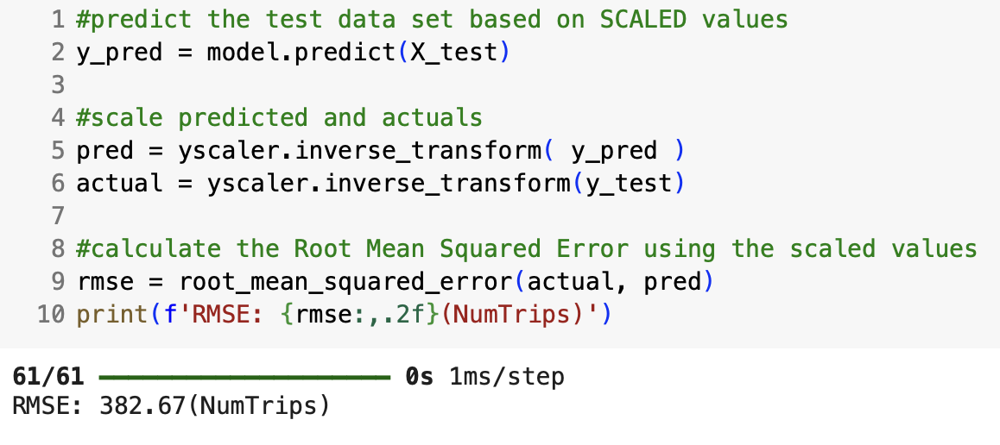 1 #predict the test data set based on SCALED values
2 y_pred = model.predict(X_test)
3
4 #scale predicted and actuals
5 pred = yscaler.inverse_transform( y_pred )
6 actual = yscaler.inverse_transform(y_test)
7
8 #calculate the Root Mean Squared Error using the scaled values
9 rmse = root_mean_squared_error(actual, pred)
10 print(f'RMSE: {rmse:,.2f}(NumTrips)')
61/61 ━━━━━━━━━━━━━━━━━━━━ 0s 1ms/step
RMSE: 382.67(NumTrips)